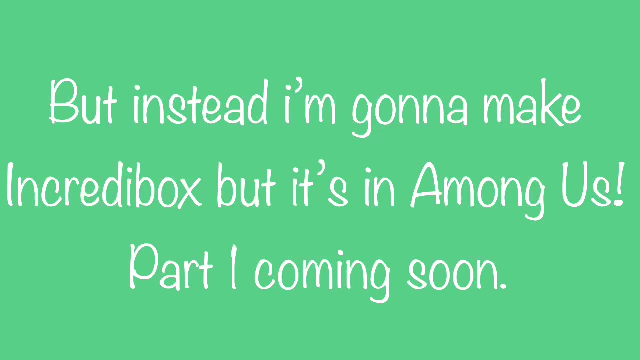 But instead i’m gonna make
Incredibox but it’s in Among Us!
Part 1 coming soon.